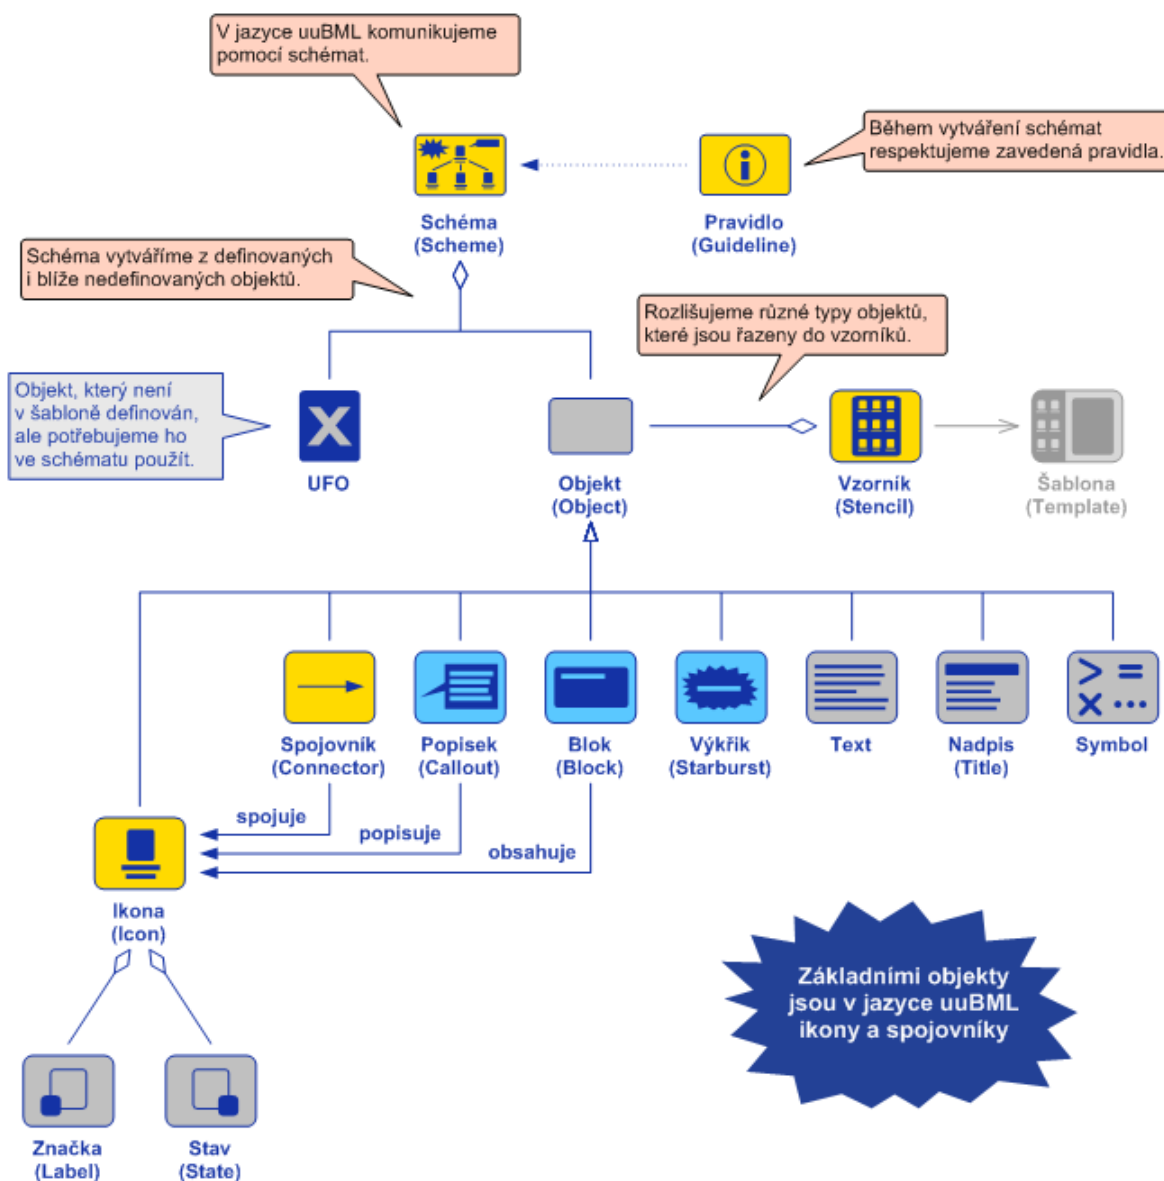 V jazyce uuBML komunikujeme
pomocí schémat.
Během vytváření schémat
respektujeme zavedená pravidla.
Schéma
(Scheme)
Pravidlo
(Guideline)
Schéma vytváříme z definovaných
i blíže nedefinovaných objektů.
Rozlišujeme různé typy objektů,
které jsou řazeny do vzorníků.
Objekt, který není
v šabloně definován,
ale potřebujeme ho
ve schématu použít.
UFO
Objekt
(Object)
Vzorník
(Stencil)
Šablona
(Template)
Spojovník
(Connector)
Popisek
(Callout)
Blok
(Block)
Výkřik
(Starburst)
Text
Nadpis
(Title)
Symbol
spojuje
popisuje
obsahuje
Ikona
(Icon)
Základními objekty
jsou v jazyce uuBML
ikony a spojovníky
Značka
(Label)
Stav
(State)